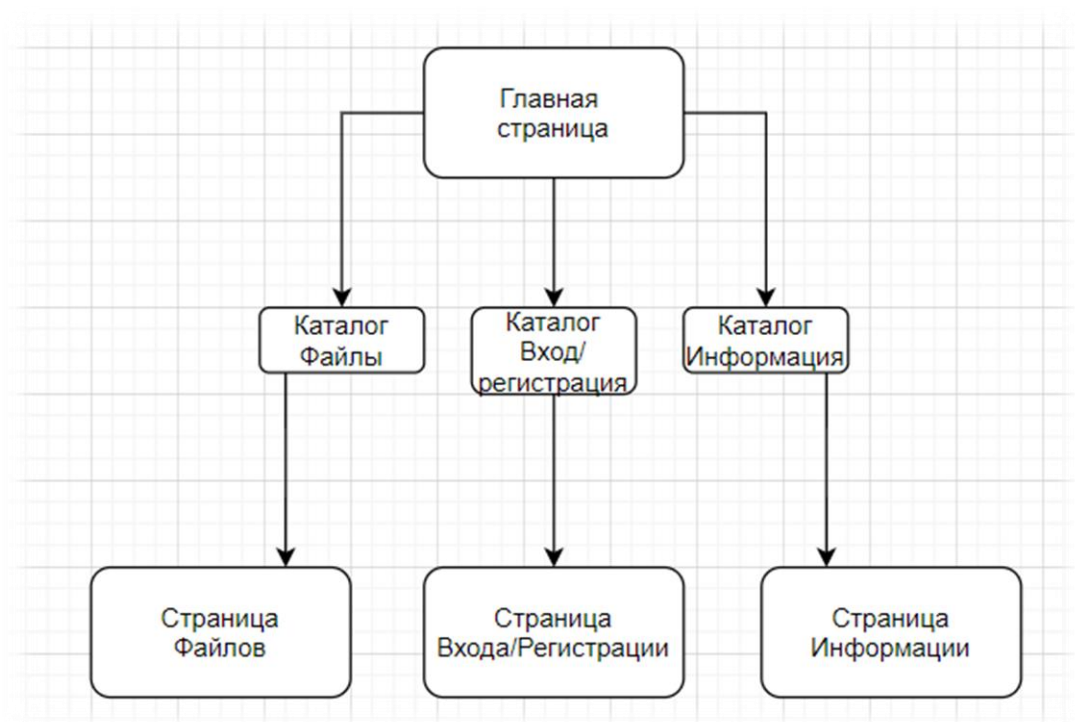 Главная
страница
Каталог
Файлы
Каталог
Вход/
регистрация
Каталог
Информация
Страница
Файлов
Страница
Входа/Регистрации
Страница
Информации